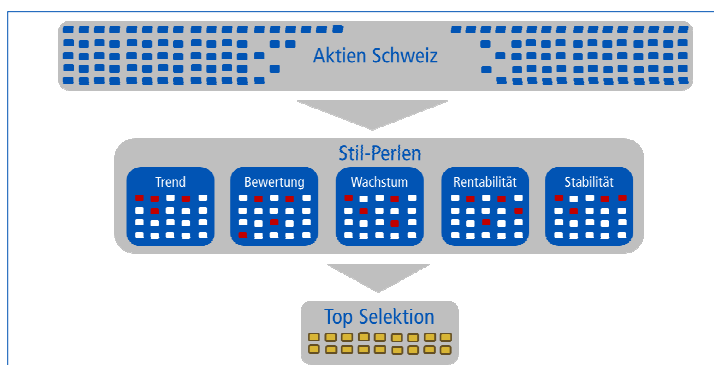 Aktien Schweiz
Stil-Perlen
Trend
Bewertung
Wachstum
Rentabilität
Stabilität
Top Selektion